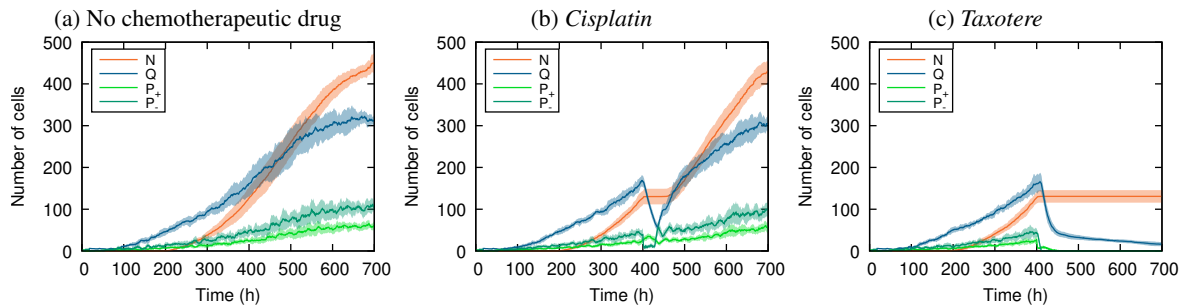 (a) No chemotherapeutic drug
Number of cells
500
400
300
200
100
0
N
Q
P+
P-
0 100 200 300 400 500 600 700
Time (h)
(b) Cisplatin
Number of cells
500
400
300
200
100
0
N
Q
P+
P-
0 100 200 300 400 500 600 700
Time (h)
(c) Taxotere
Number of cells
500
400
300
200
100
0
N
Q
P+
P-
0 100 200 300 400 500 600 700
Time (h)